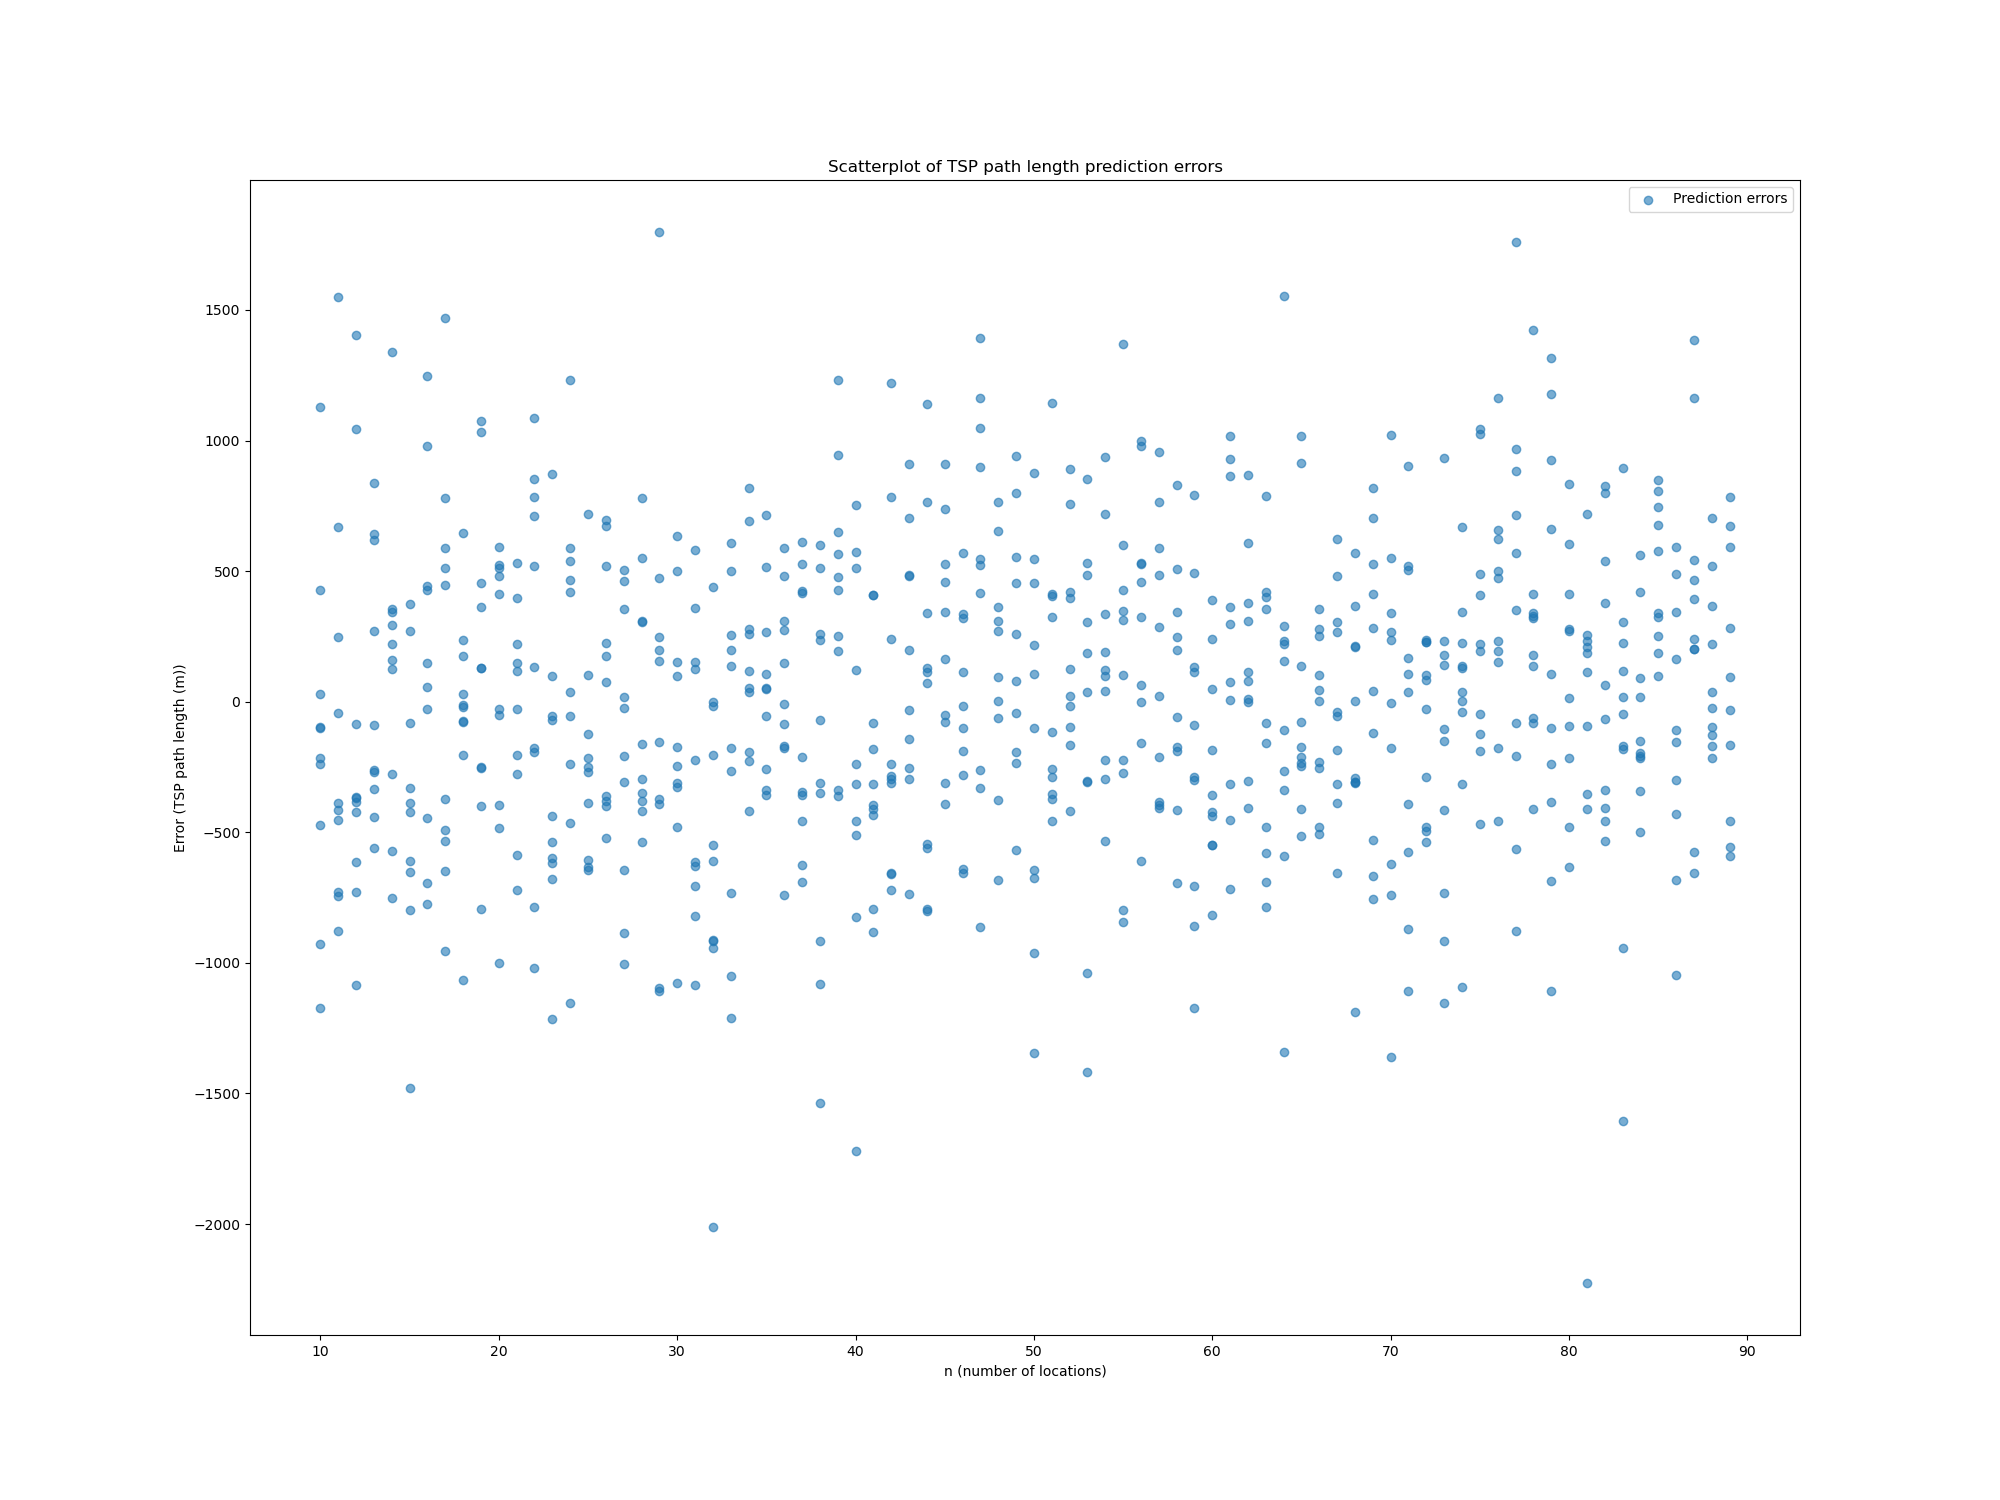 Scatterplot of TSP path length prediction errors
Prediction errors
1500
1000
500
0
−500
−1000
−1500
−2000
Error (TSP path length (m))
10 20 30 40 50 60 70 80 90
n (number of locations)